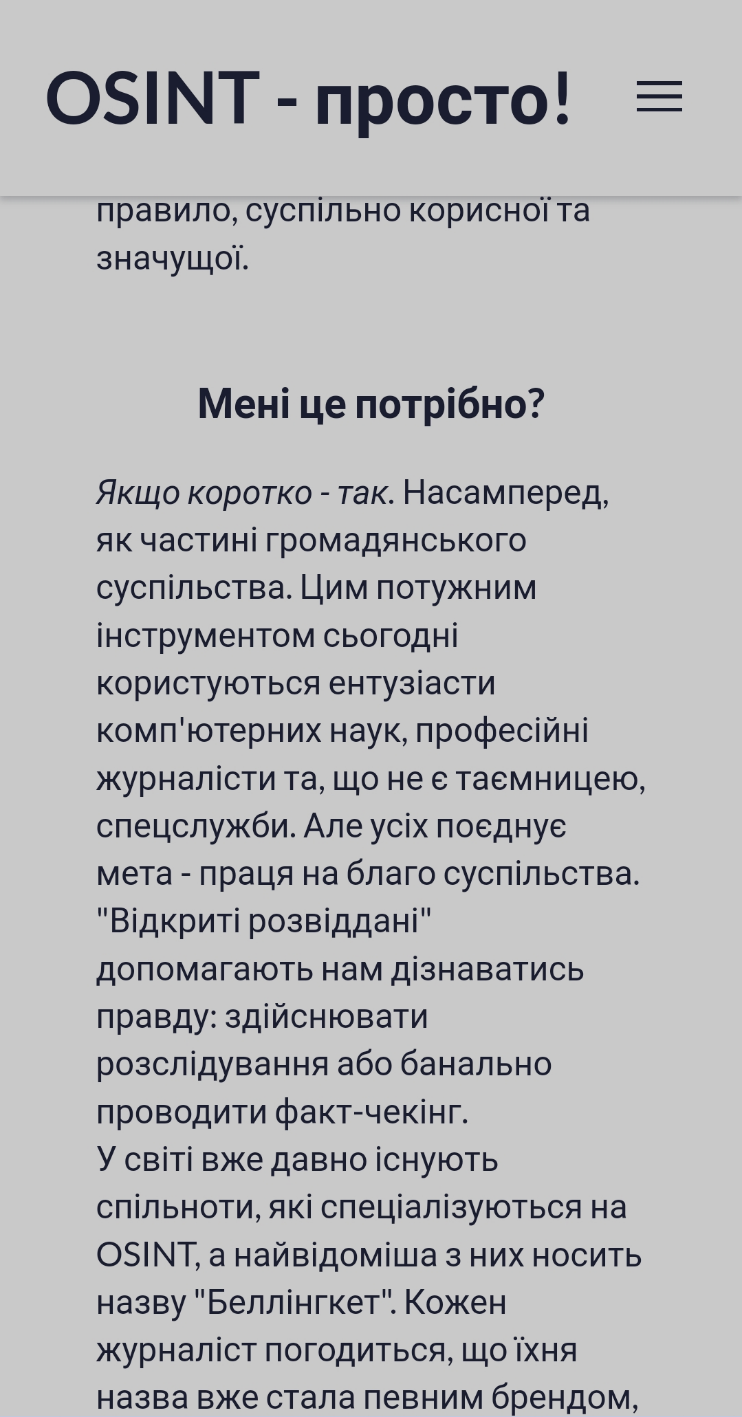 OSINT - просто!
правило, суспільно корисної та
значущої.
Мені це потрібно?
Якщо коротко - так. Насамперед,
як частині громадянського
суспільства. Цим потужним
інструментом сьогодні
користуються ентузіасти
комп'ютерних наук, професійні
журналісти та, що не є таємницею,
спецслужби. Але усіх поєднує
мета - праця на благо суспільства.
"Відкриті розвіддані"
допомагають нам дізнаватись
правду: здійснювати
розслідування або банально
проводити факт-чекінг.
У світі вже давно існують
спільноти, які спеціалізуються на
OSINT, а найвідоміша з них носить
назву "Беллінгкет". Кожен
журналіст погодиться, що їхня
назва вже стала певним брендом,